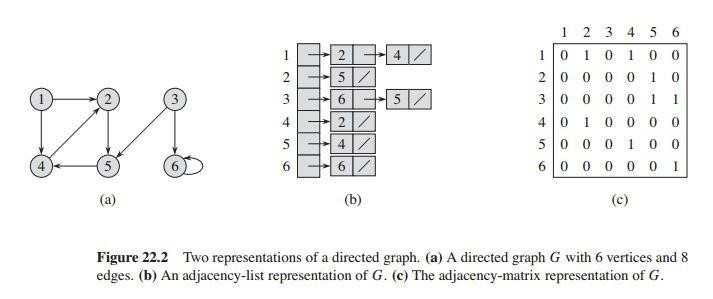 1 2 3
4 5 6
(a)
1 2 4 /
2 5 /
3 6 5 /
4 2 /
5 4 /
6 6 /
(b)
1 2 3 4 5 6
1 0 1 0 1 0 0
2 0 0 0 0 1 0
3 0 0 0 0 1 1
4 0 1 0 0 0 0
5 0 0 0 1 0 0
6 0 0 0 0 0 1
(c)
Figure 22.2 Two representations of a directed graph. (a) A directed graph G with 6 vertices and 8
edges. (b) An adjacency-list representation of G. (c) The adjacency-matrix representation of G.